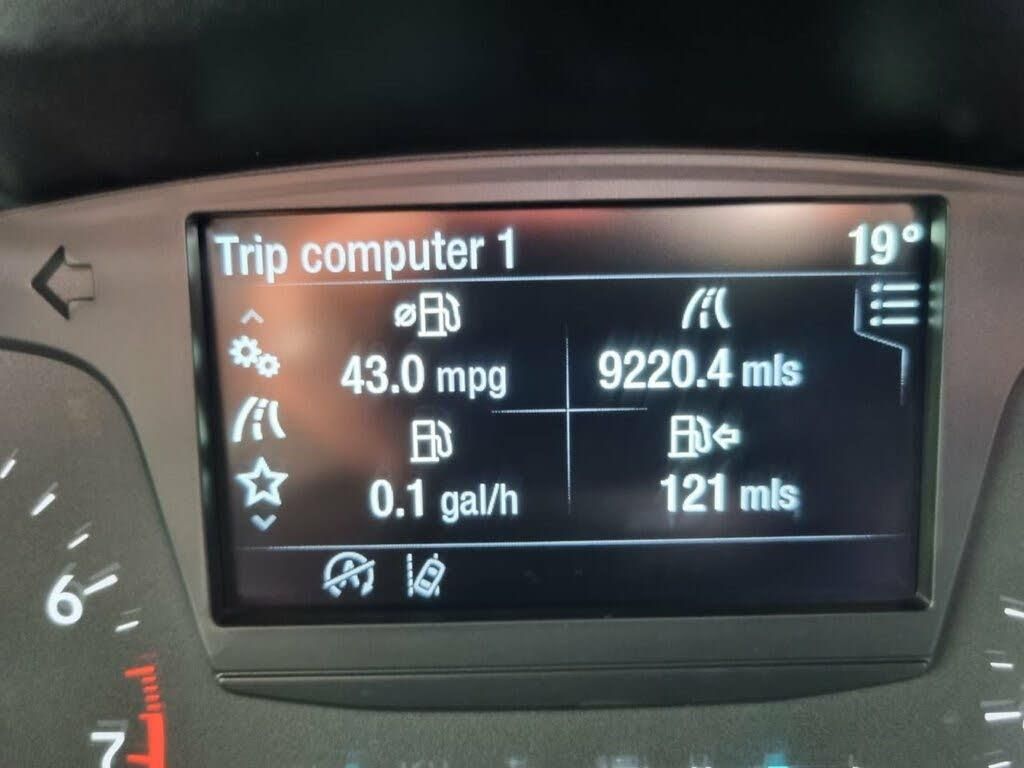 Trip computer 1 19°
43.0 mpg 9220.4 mls
0.1 gal/h 121 mls
A
6
7